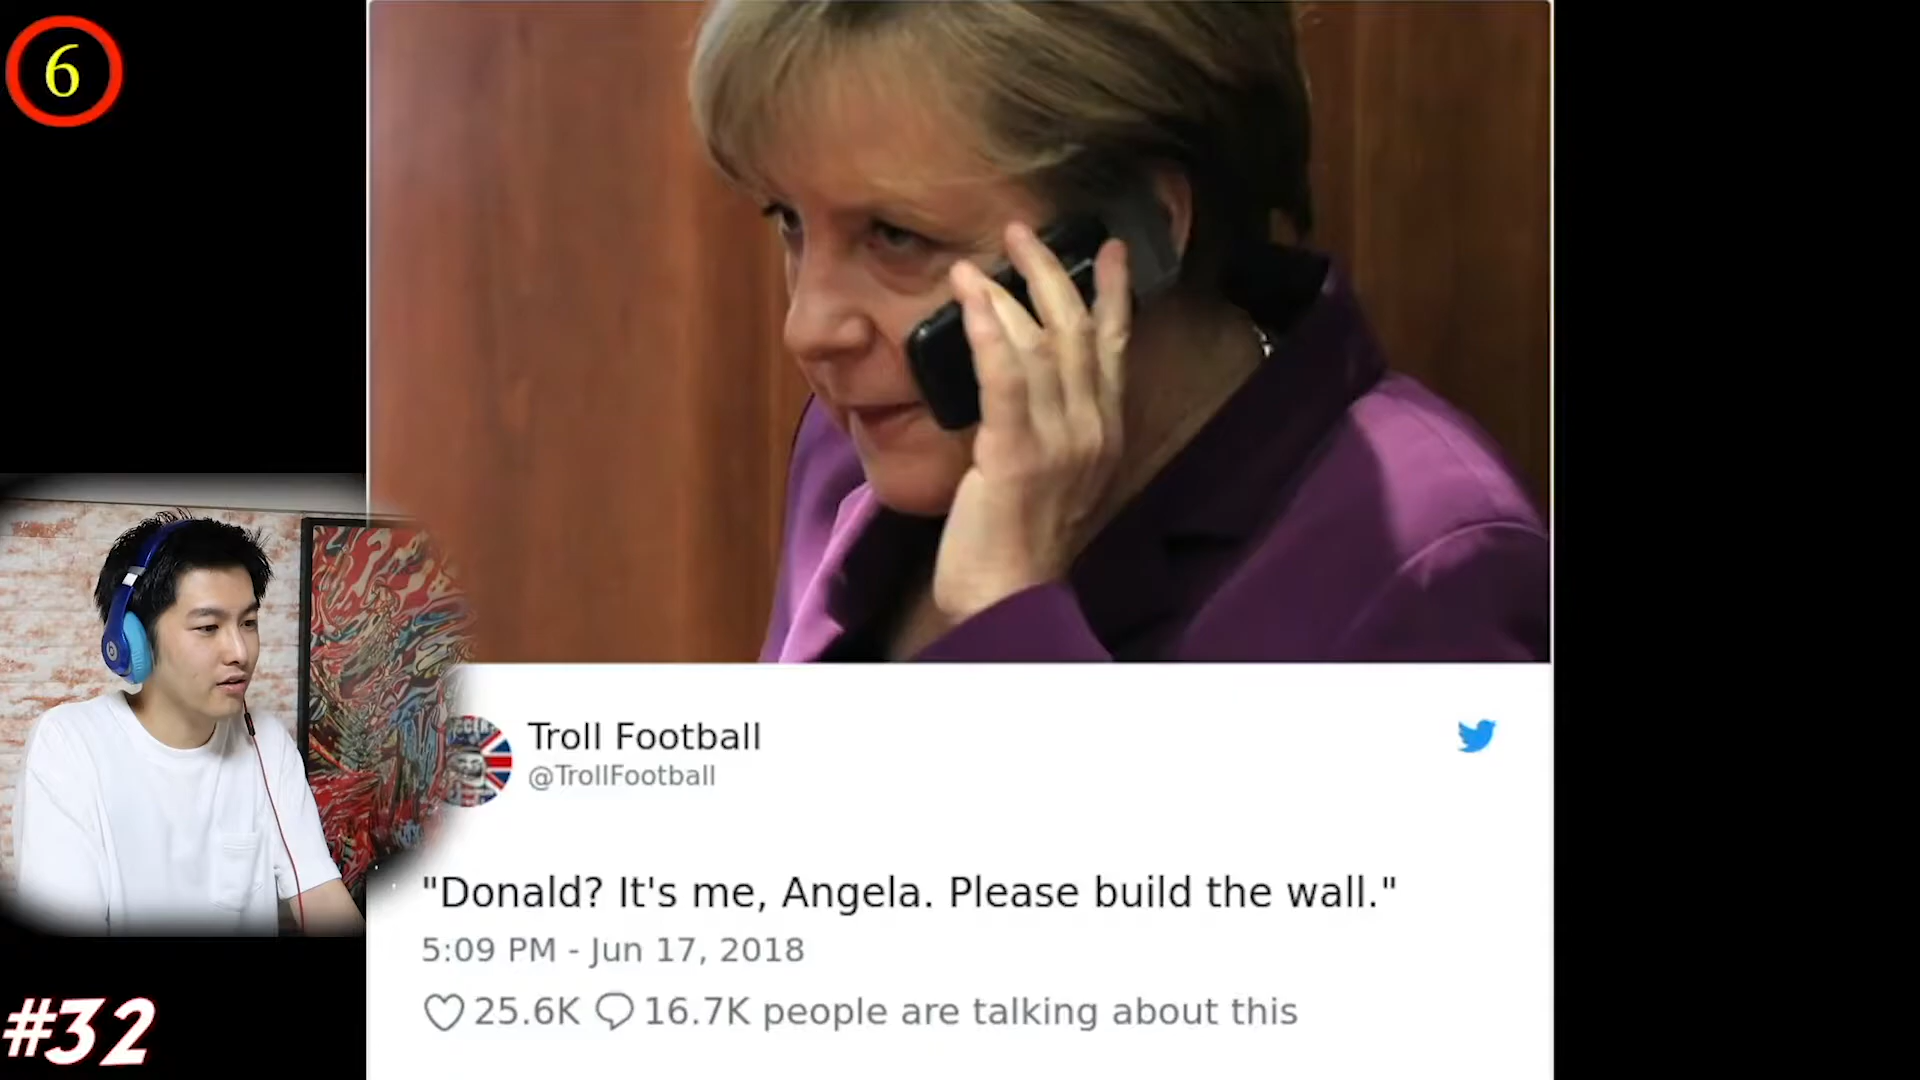 6
Troll Football
@TrollFootball
"Donald? It's me, Angela. Please build the wall."
5:09 PM - Jun 17, 2018
25.6K 16.7K people are talking about this
#32